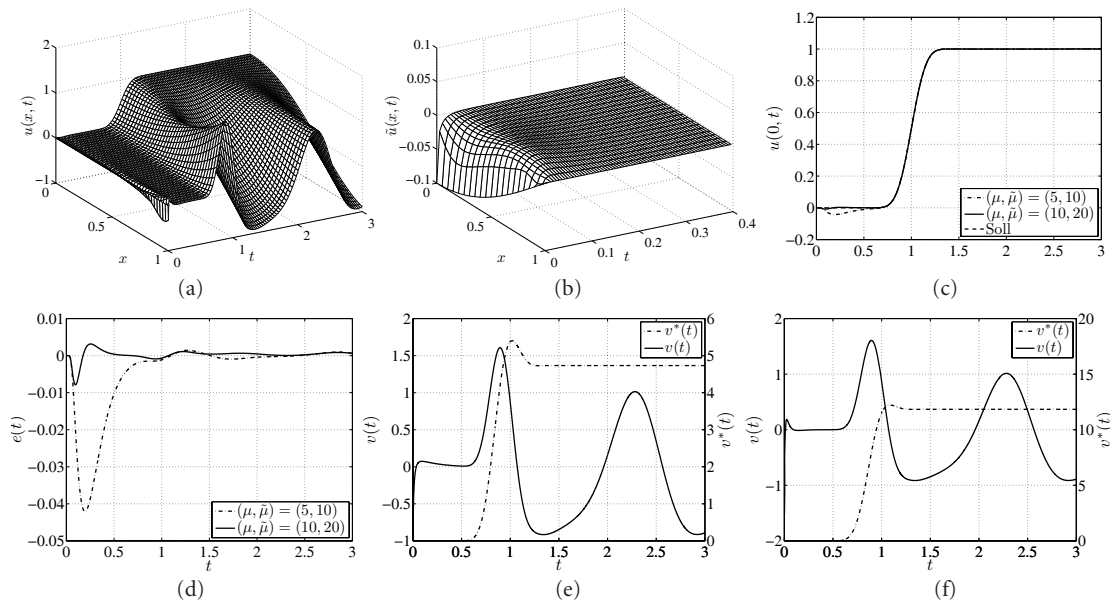 2
1
0
−1
u(x, t)
0
0.5
1
x
0
1
2
3
t
(a)
0.1
0.05
0
−0.05
−0.1
ũ(x, t)
0
0.5
1
x
0
0.1
0.2
0.3
0.4
t
(b)
1.2
1
0.8
0.6
0.4
0.2
0
−0.2
u(0, t)
(μ, μ̃) = (5, 10)
(μ, μ̃) = (10, 20)
Soll
0 0.5 1 1.5 2 2.5 3
(c)
0.01
0
−0.01
−0.02
−0.03
−0.04
−0.05
e(t)
(μ, μ̃) = (5, 10)
(μ, μ̃) = (10, 20)
0 0.5 1 1.5 2 2.5 3
t
(d)
2
1.5
1
0.5
0
−0.5
−1
v(t)
v*(t)
v(t)
6
5
4
3
2
1
0
v*(t)
0 0.5 1 1.5 2 2.5 3
t
(e)
2
1
0
−1
−2
v(t)
v*(t)
v(t)
20
15
10
5
0
v*(t)
0 0.5 1 1.5 2 2.5 3
t
(f)